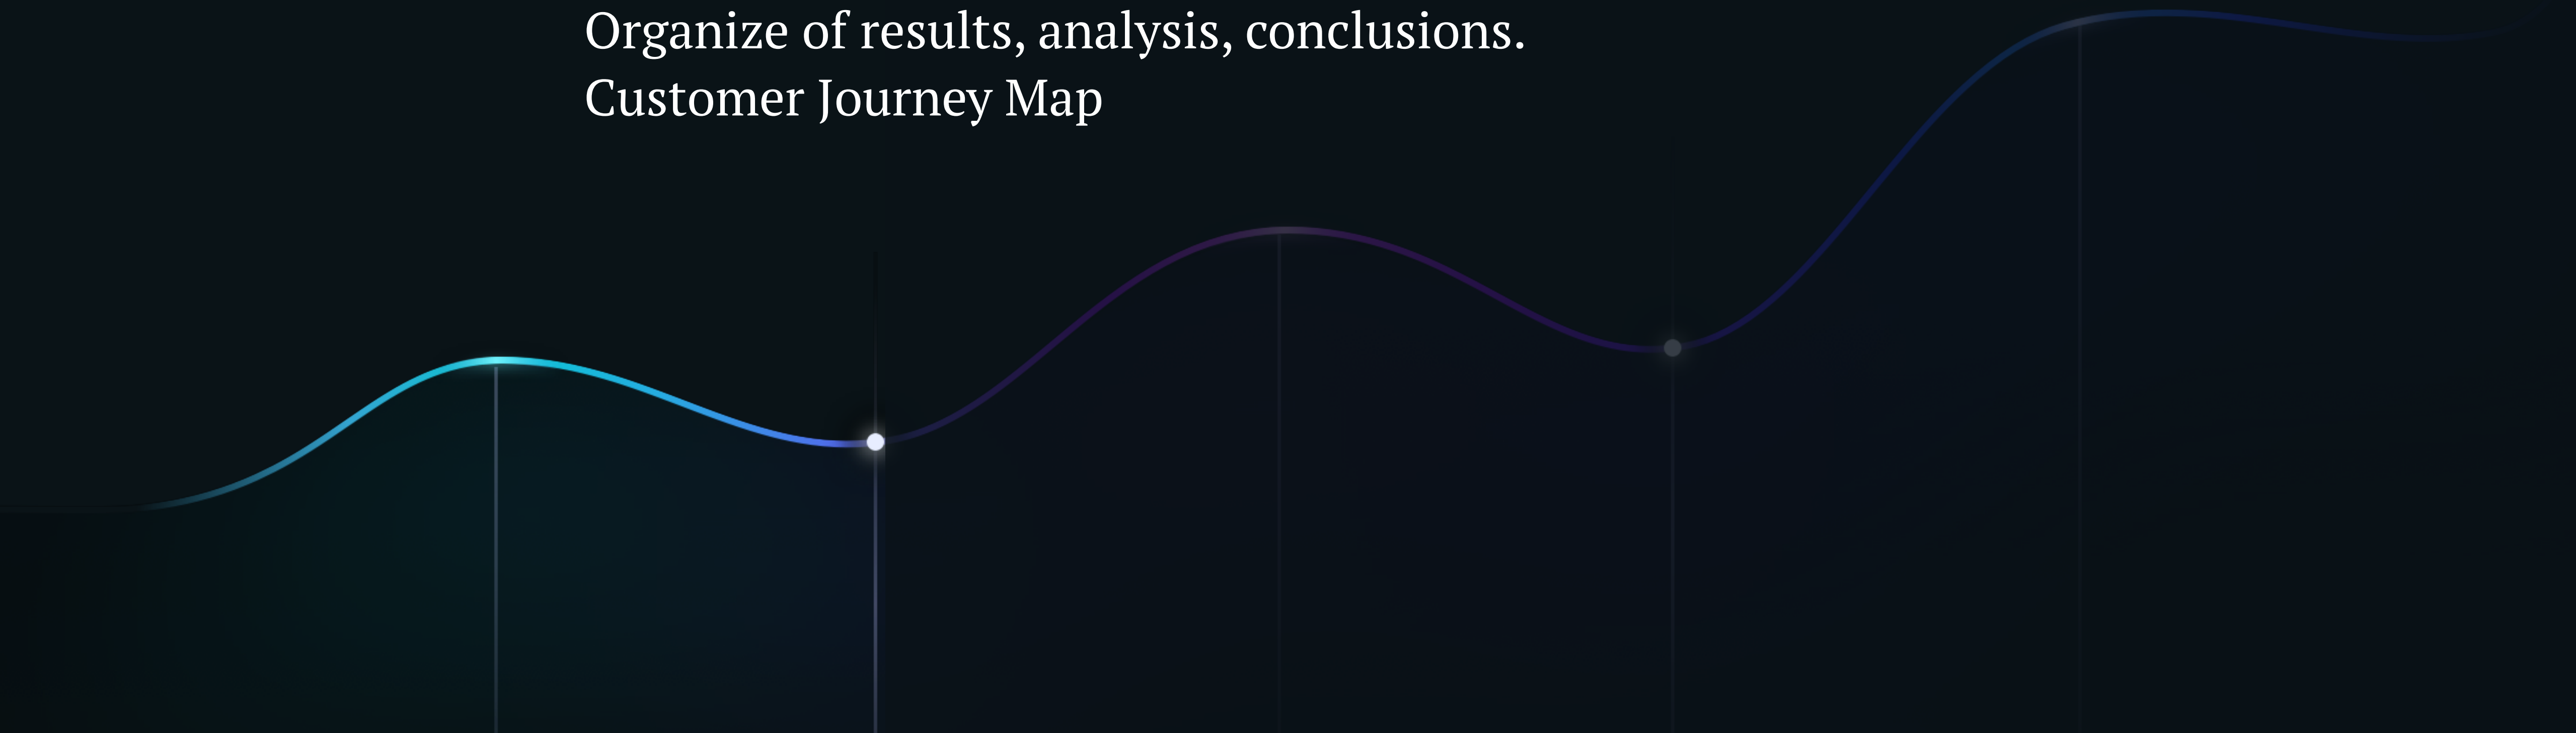 Organize of results, analysis, conclusions.
Customer Journey Map